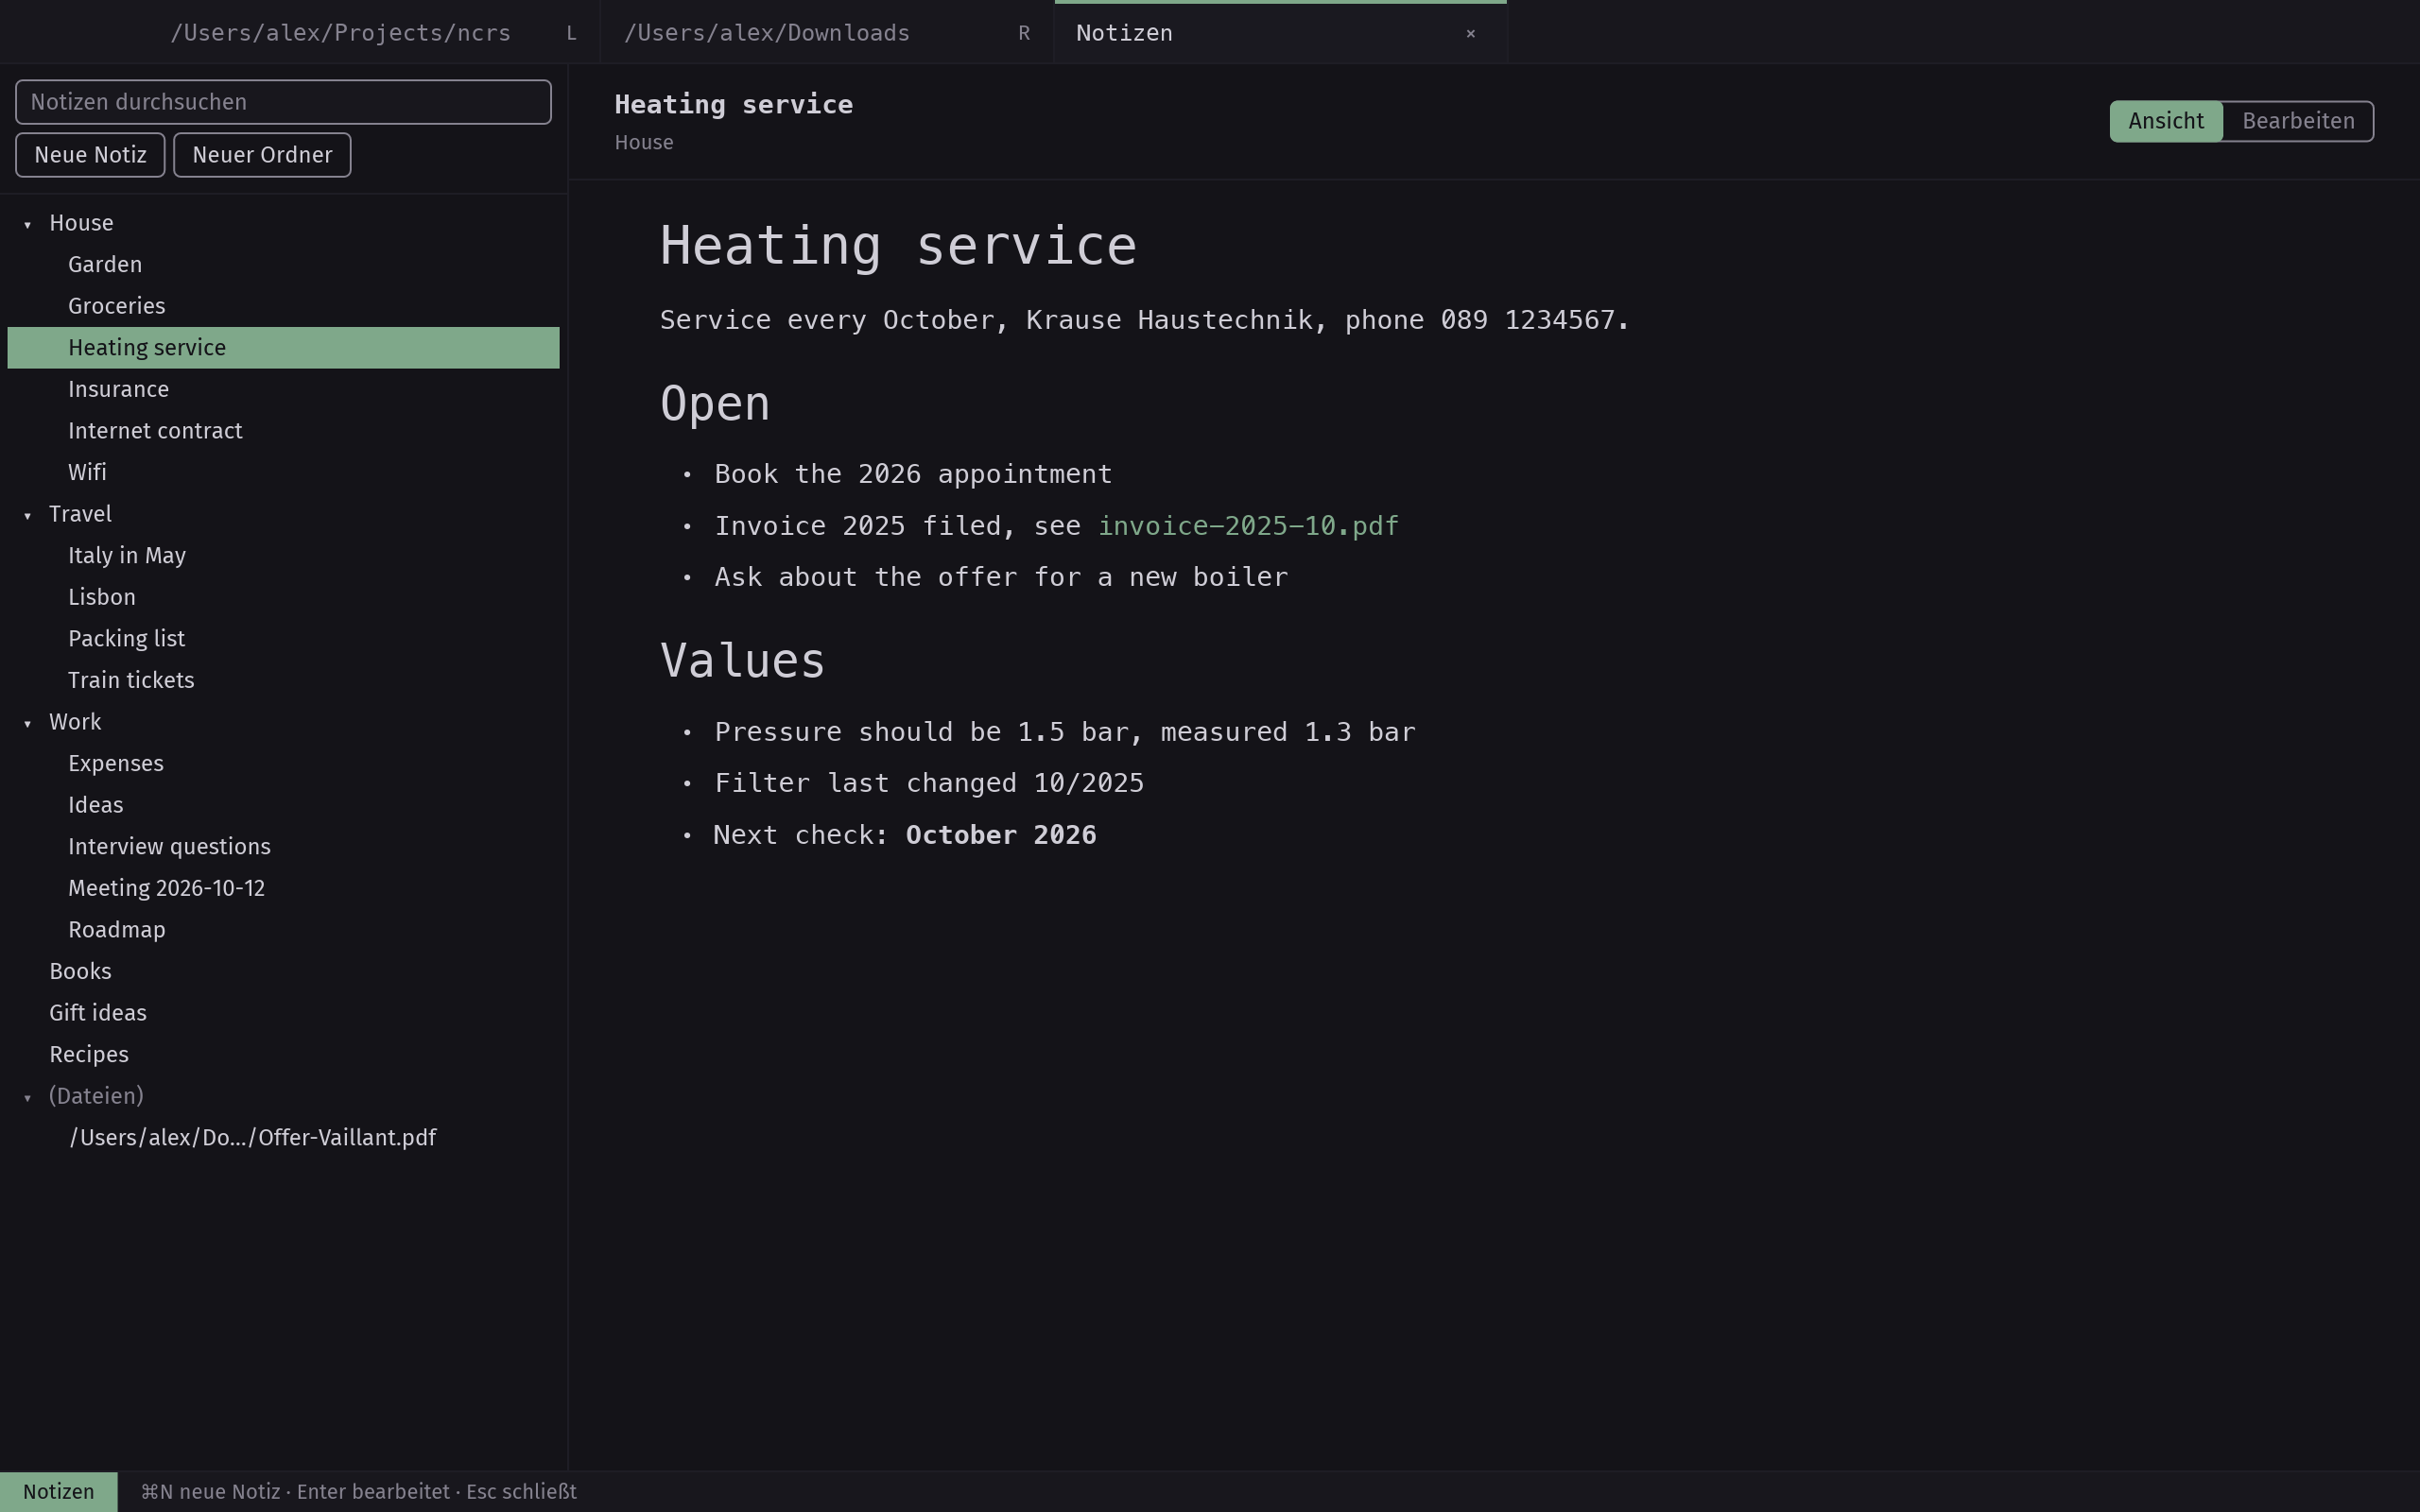 /Users/alex/Projects/ncrs L /Users/alex/Downloads R Notizen ×
Notizen durchsuchen
Neue Notiz Neuer Ordner
▾ House
Garden
Groceries
Heating service
Insurance
Internet contract
Wifi
▾ Travel
Italy in May
Lisbon
Packing list
Train tickets
▾ Work
Expenses
Ideas
Interview questions
Meeting 2026-10-12
Roadmap
Books
Gift ideas
Recipes
▾ (Dateien)
/Users/alex/Do…/Offer-Vaillant.pdf
Heating service
House
Ansicht Bearbeiten
Heating service
Service every October, Krause Haustechnik, phone 089 1234567.
Open
• Book the 2026 appointment
• Invoice 2025 filed, see invoice-2025-10.pdf
• Ask about the offer for a new boiler
Values
• Pressure should be 1.5 bar, measured 1.3 bar
• Filter last changed 10/2025
• Next check: October 2026
Notizen ⌘N neue Notiz · Enter bearbeitet · Esc schließt